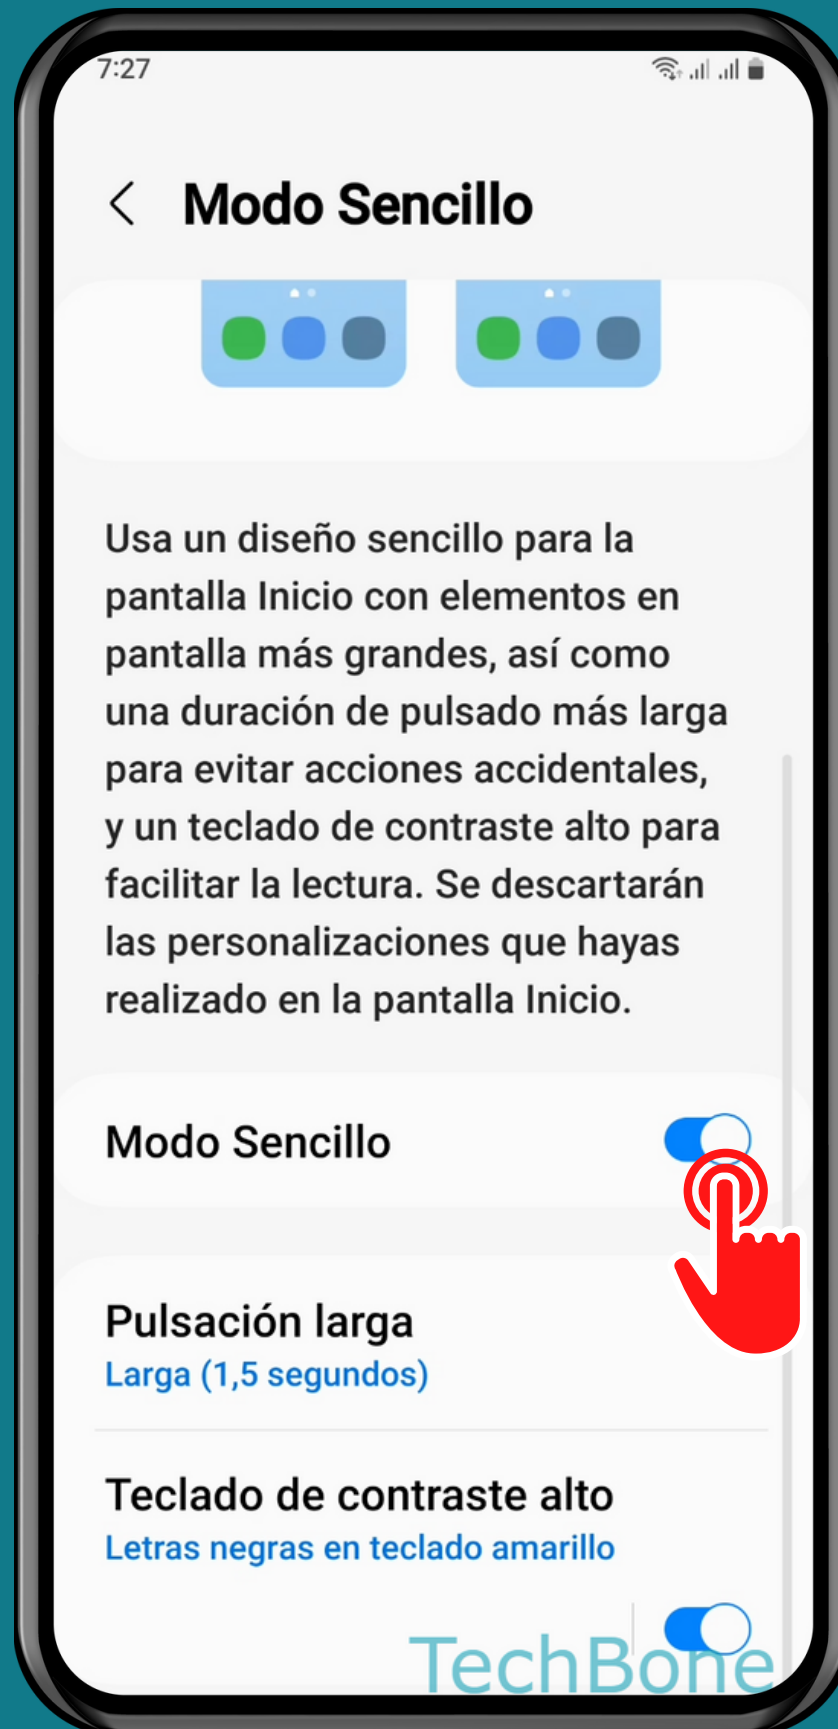 7:27
Modo Sencillo
Usa un diseño sencillo para la
pantalla Inicio con elementos en
pantalla más grandes, así como
una duración de pulsado más larga
para evitar acciones accidentales,
y un teclado de contraste alto para
facilitar la lectura. Se descartarán
las personalizaciones que hayas
realizado en la pantalla Inicio.
Modo Sencillo
Pulsación larga
Larga (1,5 segundos)
Teclado de contraste alto
Letras negras en teclado amarillo
TechBone